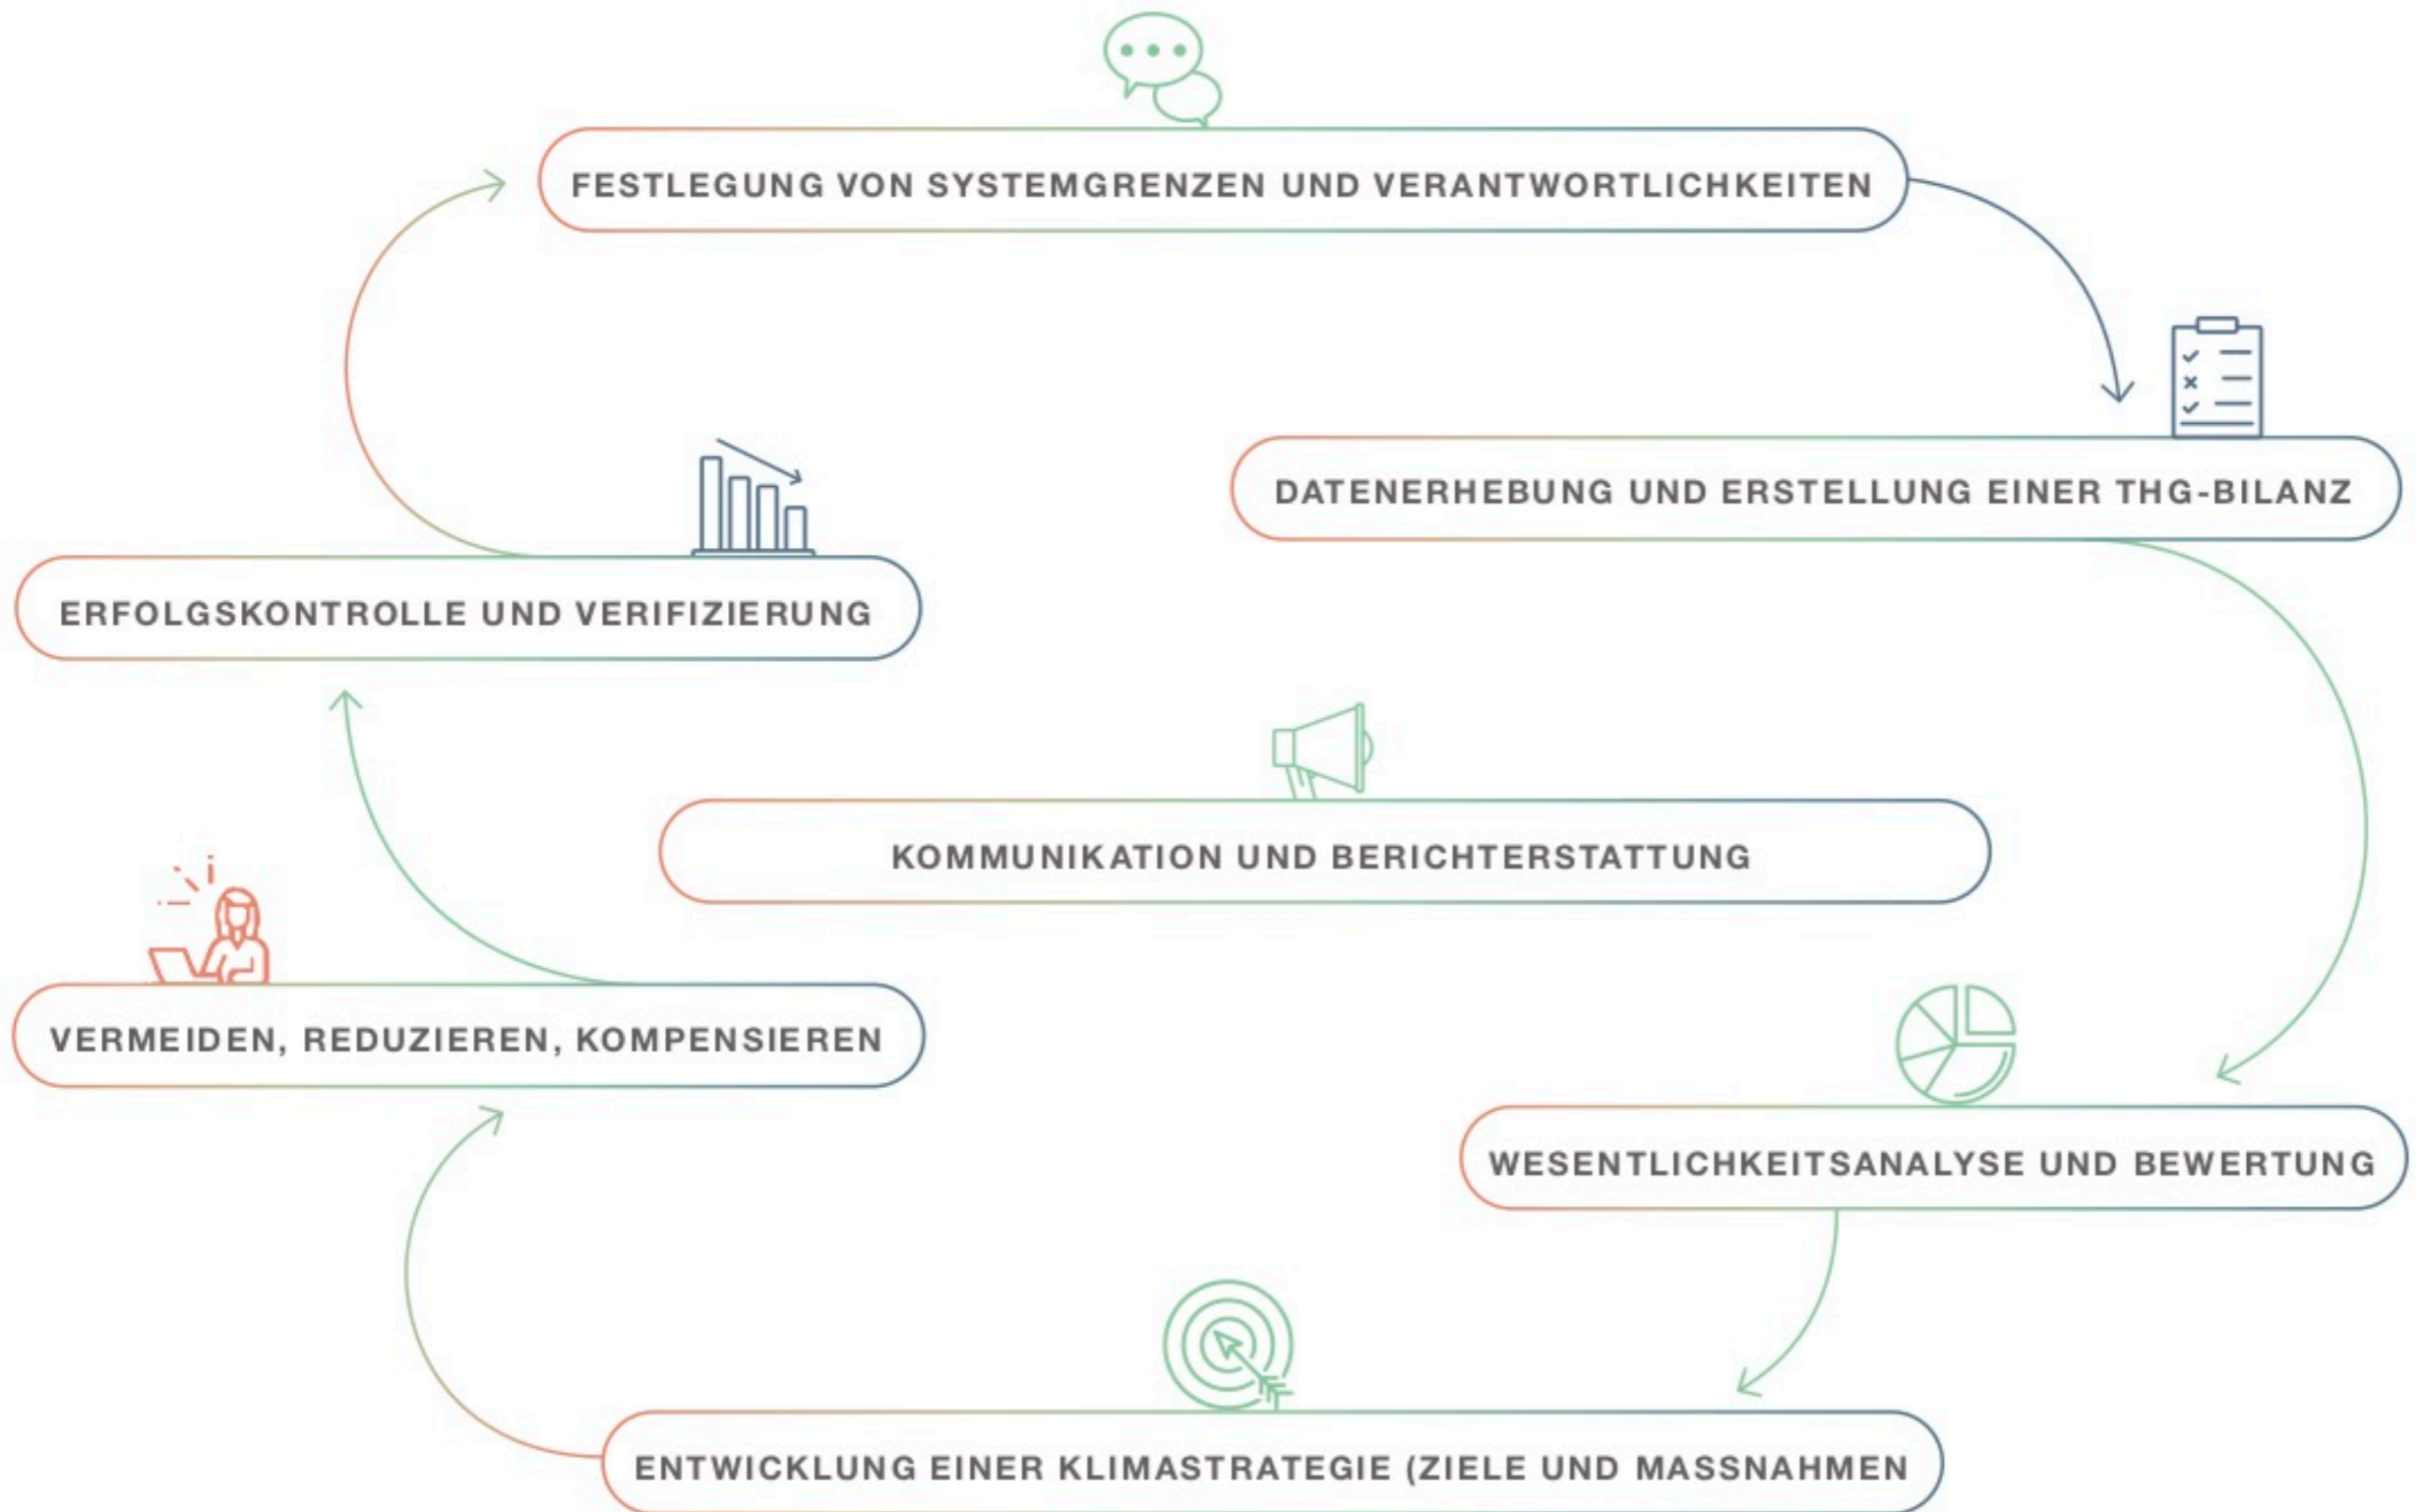 FESTLEGUNG VON SYSTEMGRENZEN UND VERANTWORTLICHKEITEN
DATENERHEBUNG UND ERSTELLUNG EINER THG-BILANZ
ERFOLGSKONTROLLE UND VERIFIZIERUNG
KOMMUNIKATION UND BERICHTERSTATTUNG
VERMEIDEN, REDUZIEREN, KOMPENSIEREN
WESENTLICHKEITSANALYSE UND BEWERTUNG
ENTWICKLUNG EINER KLIMASTRATEGIE (ZIELE UND MASSNAHMEN